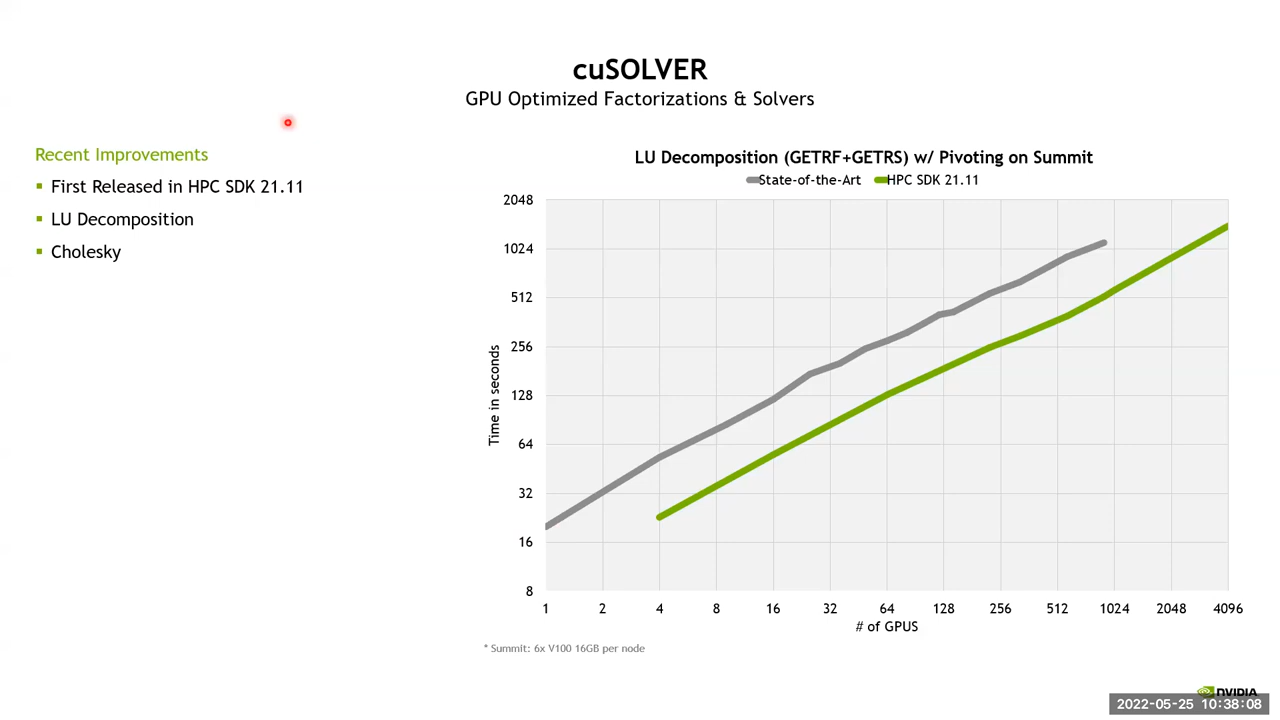 cuSOLVER
GPU Optimized Factorizations & Solvers
Recent Improvements
▪ First Released in HPC SDK 21.11
▪ LU Decomposition
▪ Cholesky
LU Decomposition (GETRF+GETRS) w/ Pivoting on Summit
State-of-the-Art HPC SDK 21.11
2048
1024
512
256
128
64
32
16
8
Time in seconds
1 2 4 8 16 32 64 128 256 512 1024 2048 4096
# of GPUS
* Summit: 6x V100 16GB per node
NVIDIA
2022-05-25 10:38:08